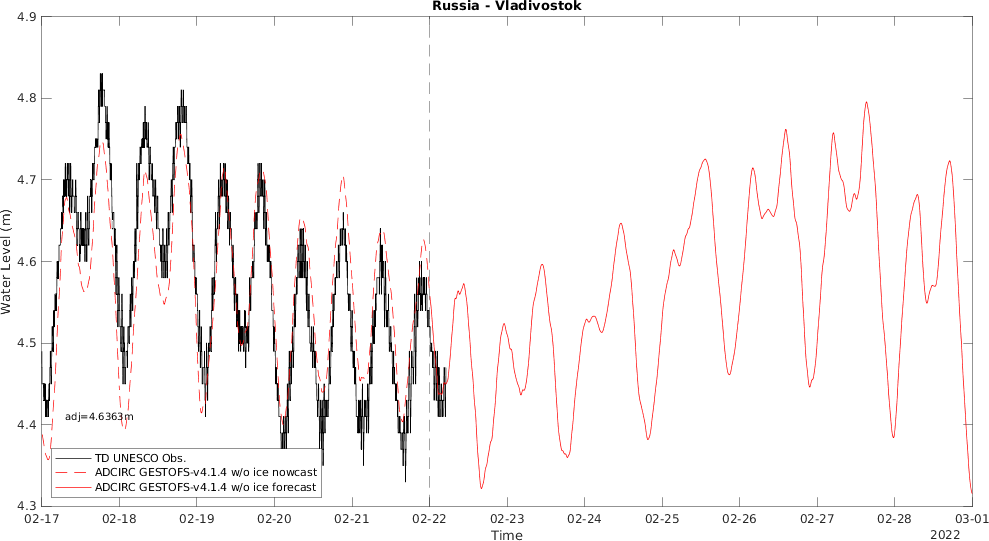 Russia - Vladivostok
4.9
4.8
4.7
4.6
4.5
4.4
4.3
Water Level (m)
adj=4.6363m
TD UNESCO Obs.
ADCIRC GESTOFS-v4.1.4 w/o ice nowcast
ADCIRC GESTOFS-v4.1.4 w/o ice forecast
02-17 02-18 02-19 02-20 02-21 02-22 02-23 02-24 02-25 02-26 02-27 02-28 03-01
Time
2022